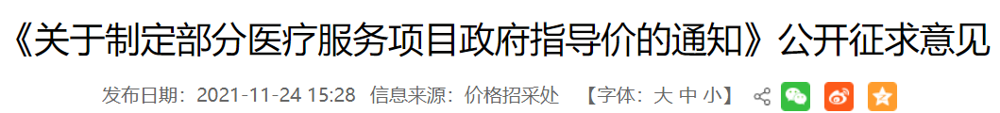 《关于制定部分医疗服务项目政府指导价的通知》公开征求意见
发布日期：2021-11-24 15:28 信息来源：价格招采处 【字体：大 中 小】